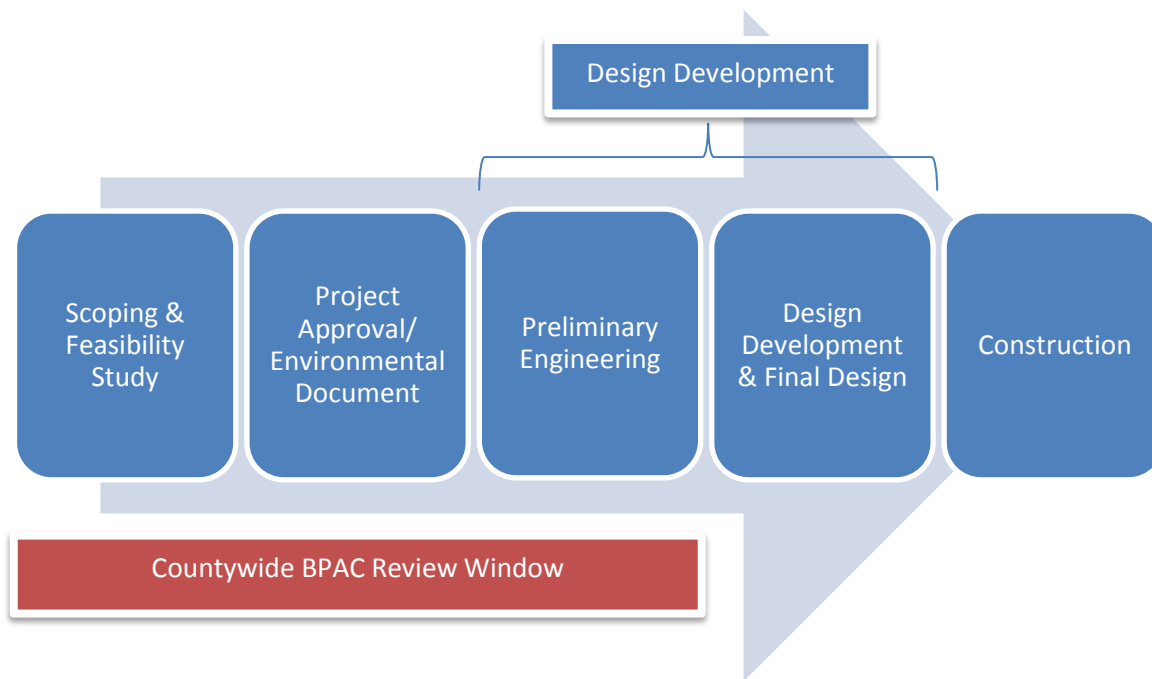 Design Development
Scoping &
Feasibility
Study
Project
Approval/
Environmental
Document
Preliminary
Engineering
Design
Development
& Final Design
Construction
Countywide BPAC Review Window